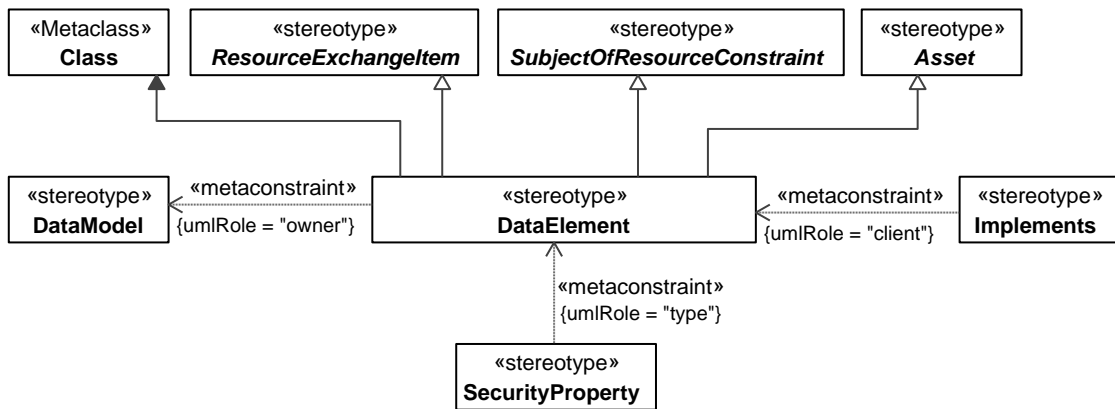 «Metaclass»
Class
«stereotype»
ResourceExchangeItem
«stereotype»
SubjectOfResourceConstraint
«stereotype»
Asset
«stereotype»
DataModel
«metaconstraint»
{umlRole = "owner"}
«stereotype»
DataElement
«metaconstraint»
{umlRole = "client"}
«stereotype»
Implements
«metaconstraint»
{umlRole = "type"}
«stereotype»
SecurityProperty